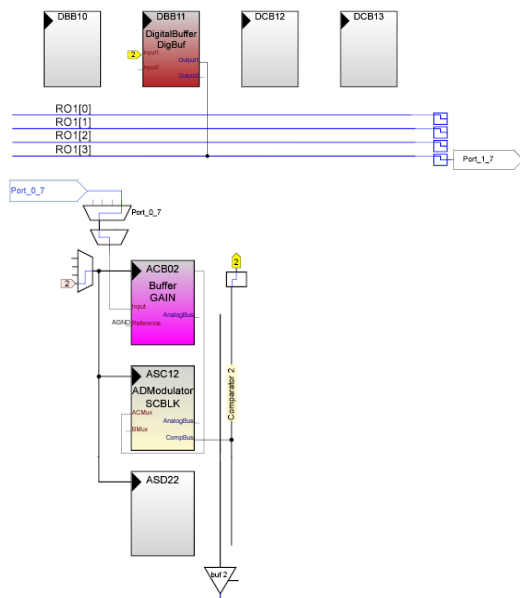 DBB10
DBB11
DCB12
DCB13
DigitalBuffer
DigBuf
2
Input1
Input0
Output1
Output2
RO1[0]
RO1[1]
RO1[2]
RO1[3]
Port_1_7
Port_0_7
Port_0_7
2
2
ACB02
Buffer
GAIN
Input
AnalogBus
AGND
Reference
ASC12
ADModulator
SCBLK
ACMux
AnalogBus
BMux
CompBus
Comparator 2
ASD22
buf 2